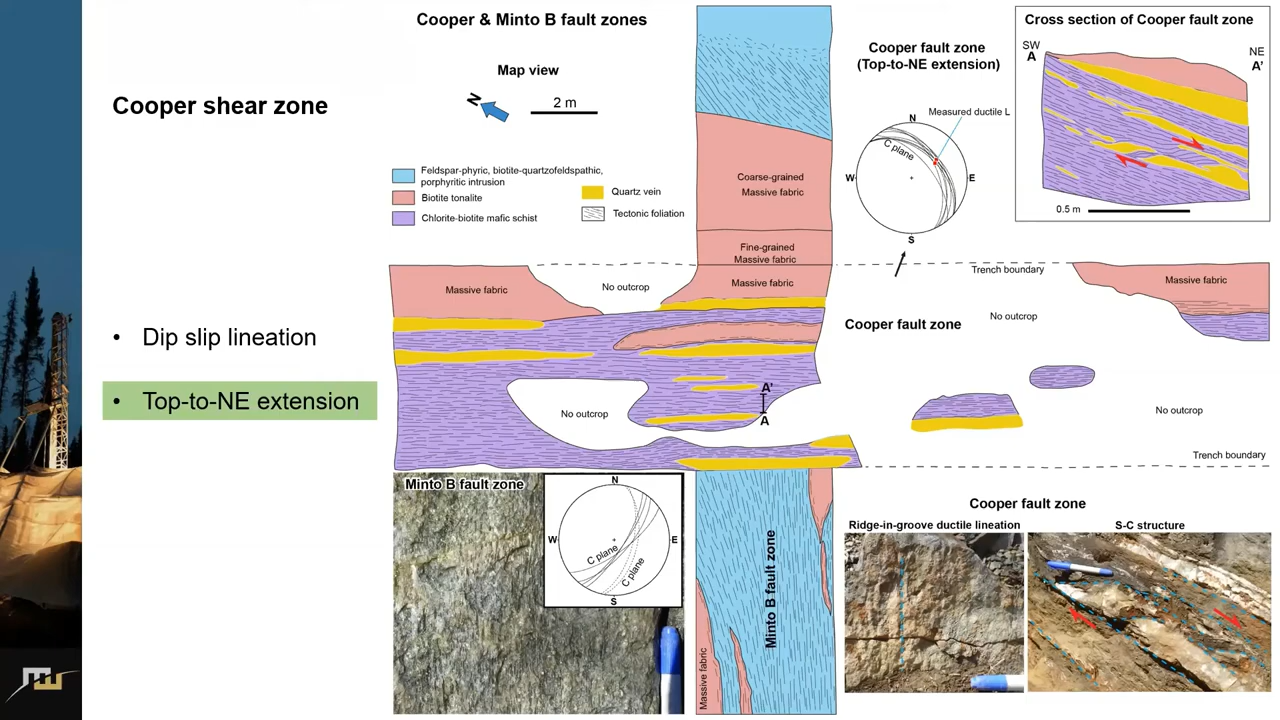 Cooper shear zone
• Dip slip lineation
• Top-to-NE extension
Cooper & Minto B fault zones
Map view
N
2 m
Feldspar-phyric, biotite-quartzofeldspathic,
porphyritic intrusion
Biotite tonalite
Chlorite-biotite mafic schist
Quartz vein
Tectonic foliation
Coarse-grained
Massive fabric
Fine-grained
Massive fabric
Massive fabric
No outcrop
Massive fabric
No outcrop
A'
A
Cooper fault zone
(Top-to-NE extension)
Measured ductile L
N
C plane
W
E
S
Cross section of Cooper fault zone
SW
A
NE
A'
0.5 m
Trench boundary
Massive fabric
No outcrop
Cooper fault zone
No outcrop
Trench boundary
Minto B fault zone
N
W
E
C plane
C plane
S
Massive fabric
Minto B fault zone
Cooper fault zone
Ridge-in-groove ductile lineation
S-C structure